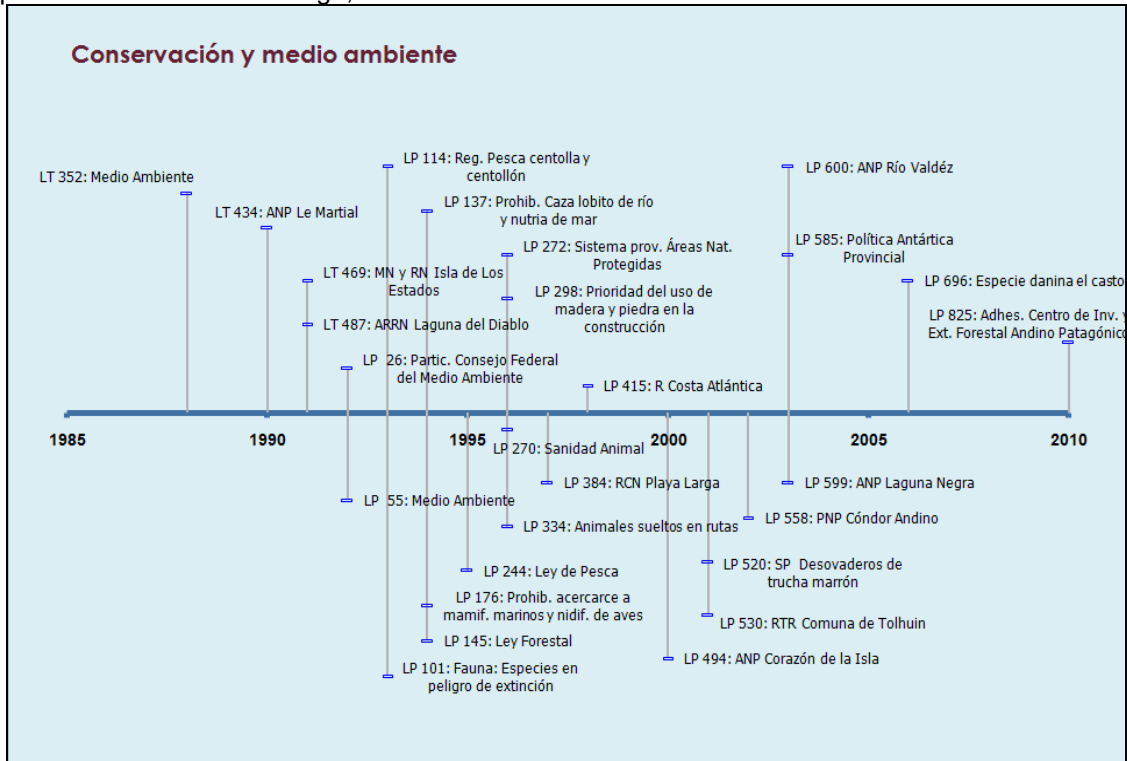 Conservación y medio ambiente
LP 114: Reg. Pesca centolla y
centollón
LP 600: ANP Río Valdéz
LT 352: Medio Ambiente
LP 137: Prohib. Caza lobito de río
y nutria de mar
LT 434: ANP Le Martial
LP 272: Sistema prov. Áreas Nat.
Protegidas
LP 585: Política Antártica
Provincial
LT 469: MN y RN Isla de Los
Estados
LP 298: Prioridad del uso de
madera y piedra en la
construcción
LP 696: Especie danina el casto
LT 487: ARRN Laguna del Diablo
LP 825: Adhes. Centro de Inv. y
Ext. Forestal Andino Patagónic
LP 26: Partic. Consejo Federal
del Medio Ambiente
LP 415: R Costa Atlántica
1985 1990 1995 2000 2005 2010
LP 270: Sanidad Animal
LP 384: RCN Playa Larga
LP 599: ANP Laguna Negra
LP 55: Medio Ambiente
LP 558: PNP Cóndor Andino
LP 334: Animales sueltos en rutas
LP 244: Ley de Pesca
LP 520: SP Desovaderos de
trucha marrón
LP 176: Prohib. acercarce a
mamif. marinos y nidif. de aves
LP 530: RTR Comuna de Tolhuin
LP 145: Ley Forestal
LP 494: ANP Corazón de la Isla
LP 101: Fauna: Especies en
peligro de extinción